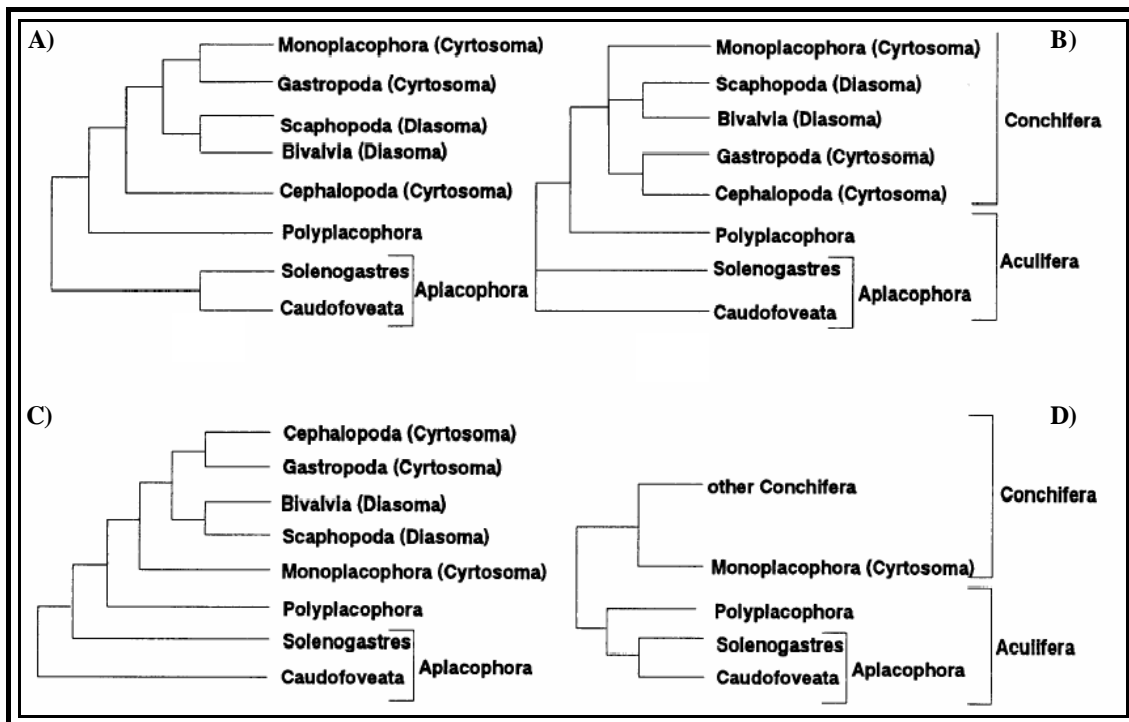 A)
Monoplacophora (Cyrtosoma)
Gastropoda (Cyrtosoma)
Scaphopoda (Diasoma)
Bivalvia (Diasoma)
Cephalopoda (Cyrtosoma)
Polyplacophora
Solenogastres
Caudofoveata
Aplacophora
B)
Monoplacophora (Cyrtosoma)
Scaphopoda (Diasoma)
Bivalvia (Diasoma)
Gastropoda (Cyrtosoma)
Cephalopoda (Cyrtosoma)
Conchifera
Polyplacophora
Solenogastres
Caudofoveata
Aplacophora
Aculifera
C)
Cephalopoda (Cyrtosoma)
Gastropoda (Cyrtosoma)
Bivalvia (Diasoma)
Scaphopoda (Diasoma)
Monoplacophora (Cyrtosoma)
Polyplacophora
Solenogastres
Caudofoveata
Aplacophora
D)
other Conchifera
Monoplacophora (Cyrtosoma)
Conchifera
Polyplacophora
Solenogastres
Caudofoveata
Aplacophora
Aculifera